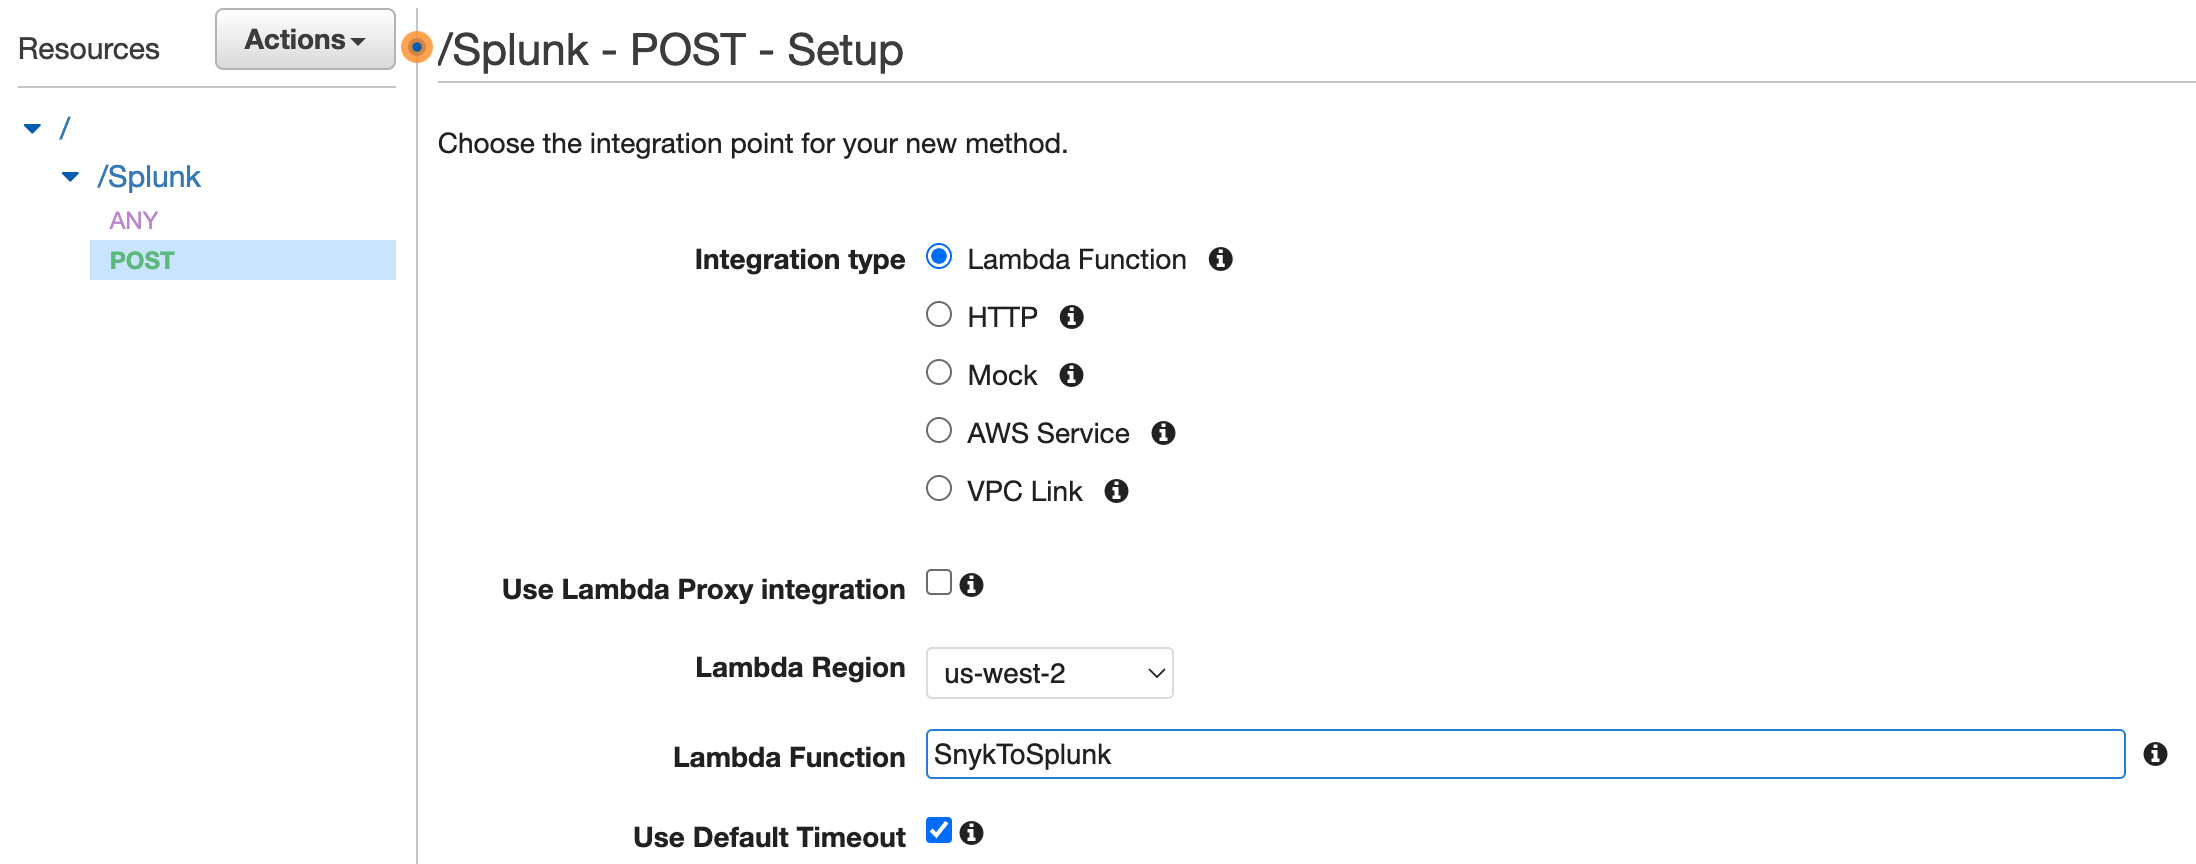 Resources
Actions
/
/Splunk
ANY
POST
/Splunk - POST - Setup
Choose the integration point for your new method.
Integration type
Lambda Function
HTTP
Mock
AWS Service
VPC Link
Use Lambda Proxy integration
Lambda Region
us-west-2
Lambda Function
SnykToSplunk
Use Default Timeout